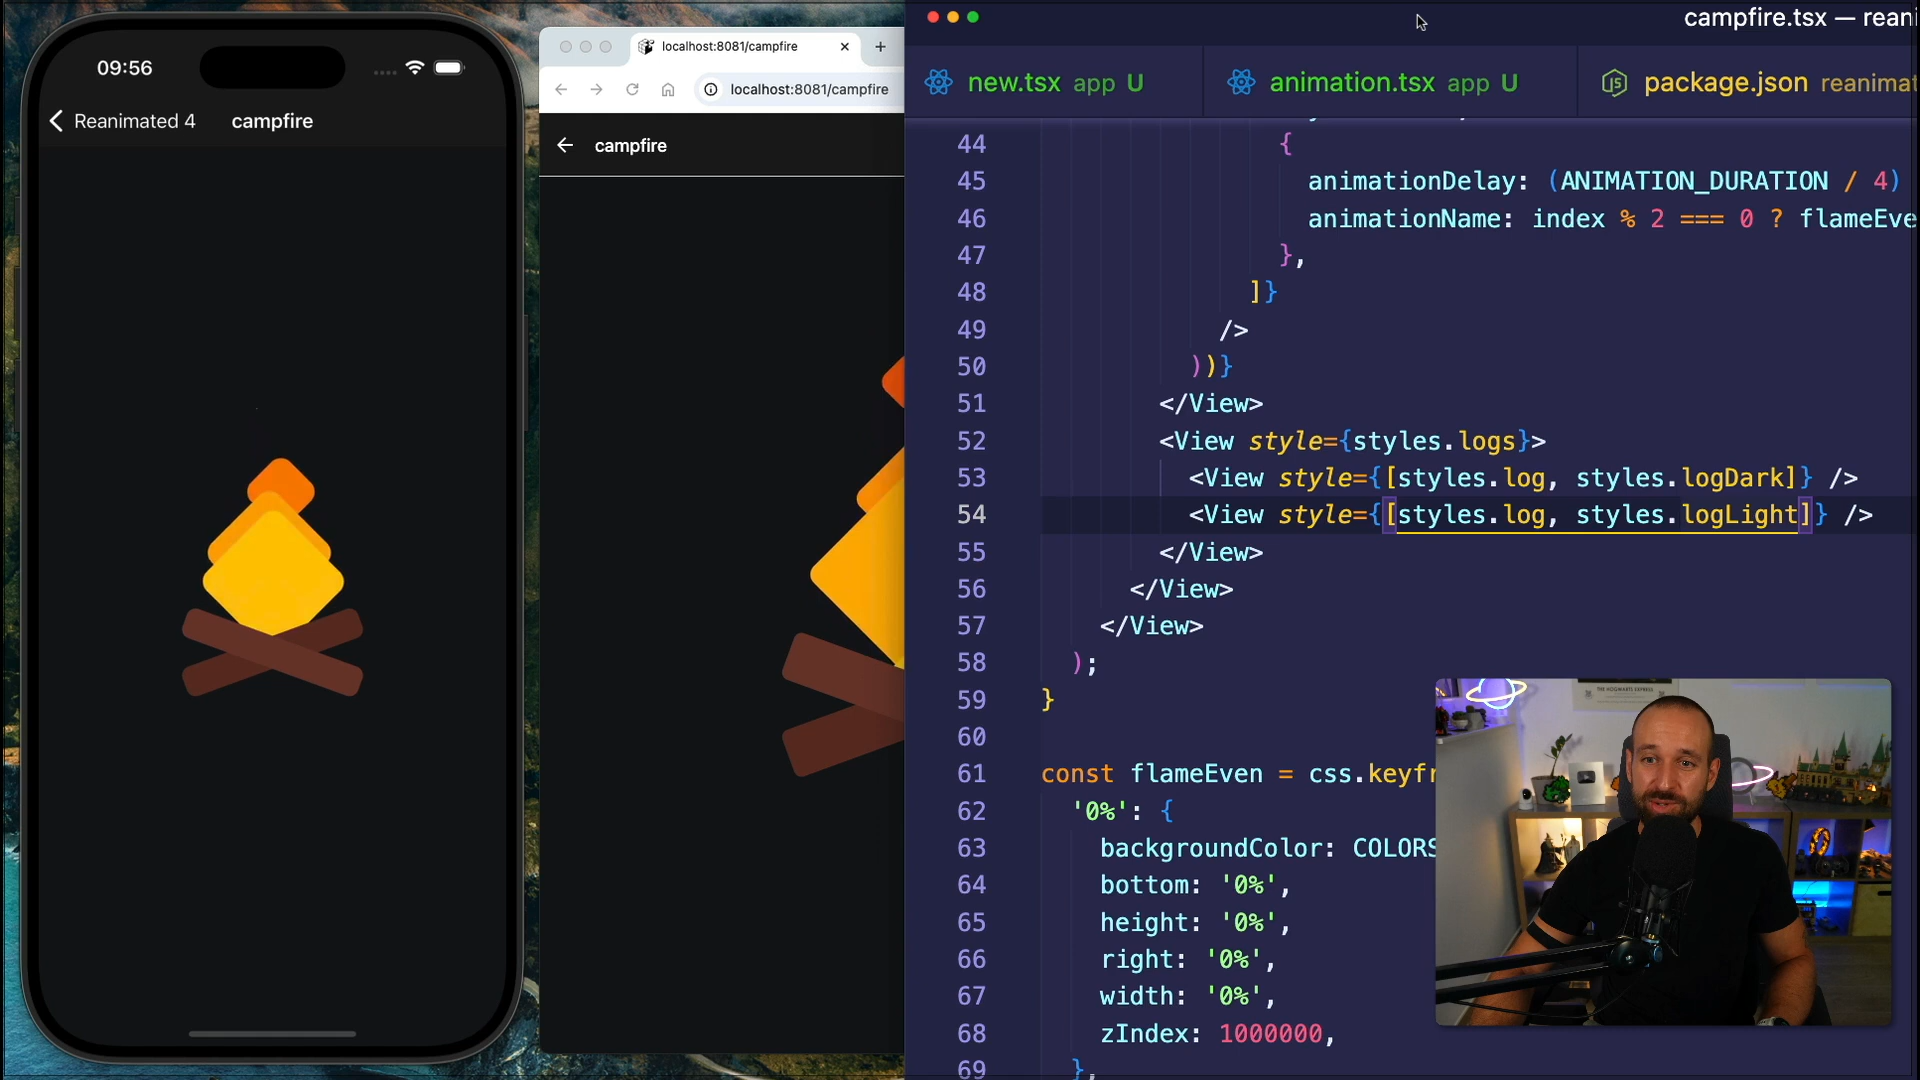 09:56
Reanimated 4
campfire
localhost:8081/campfire
localhost:8081/campfire
campfire
campfire.tsx — reani
new.tsx app U
animation.tsx app U
package.json reanimat
44 {
45 animationDelay: (ANIMATION_DURATION / 4)
46 animationName: index % 2 === 0 ? flameEve
47 },
48 ]}
49 />
50 ))}
51 </View>
52 <View style={styles.logs}>
53 <View style={[styles.log, styles.logDark]} />
54 <View style={[styles.log, styles.logLight]} />
55 </View>
56 </View>
57 </View>
58 );
59 }
60
61 const flameEven = css.keyfr
62 '0%': {
63 backgroundColor: COLORS
64 bottom: '0%',
65 height: '0%',
66 right: '0%',
67 width: '0%',
68 zIndex: 1000000,
69 },
THE HOGWARTS EXPRESS